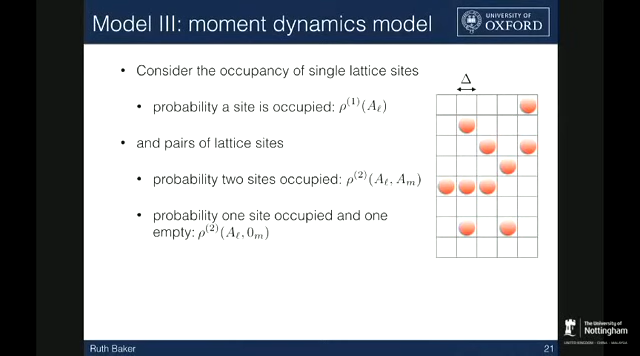 Model III: moment dynamics model
UNIVERSITY OF
OXFORD
• Consider the occupancy of single lattice sites
• probability a site is occupied: ρ⁽¹⁾(A_ℓ)
• and pairs of lattice sites
• probability two sites occupied: ρ⁽²⁾(A_ℓ, A_m)
• probability one site occupied and one
empty: ρ⁽²⁾(A_ℓ, 0_m)
Δ
Ruth Baker
21
The University of
Nottingham